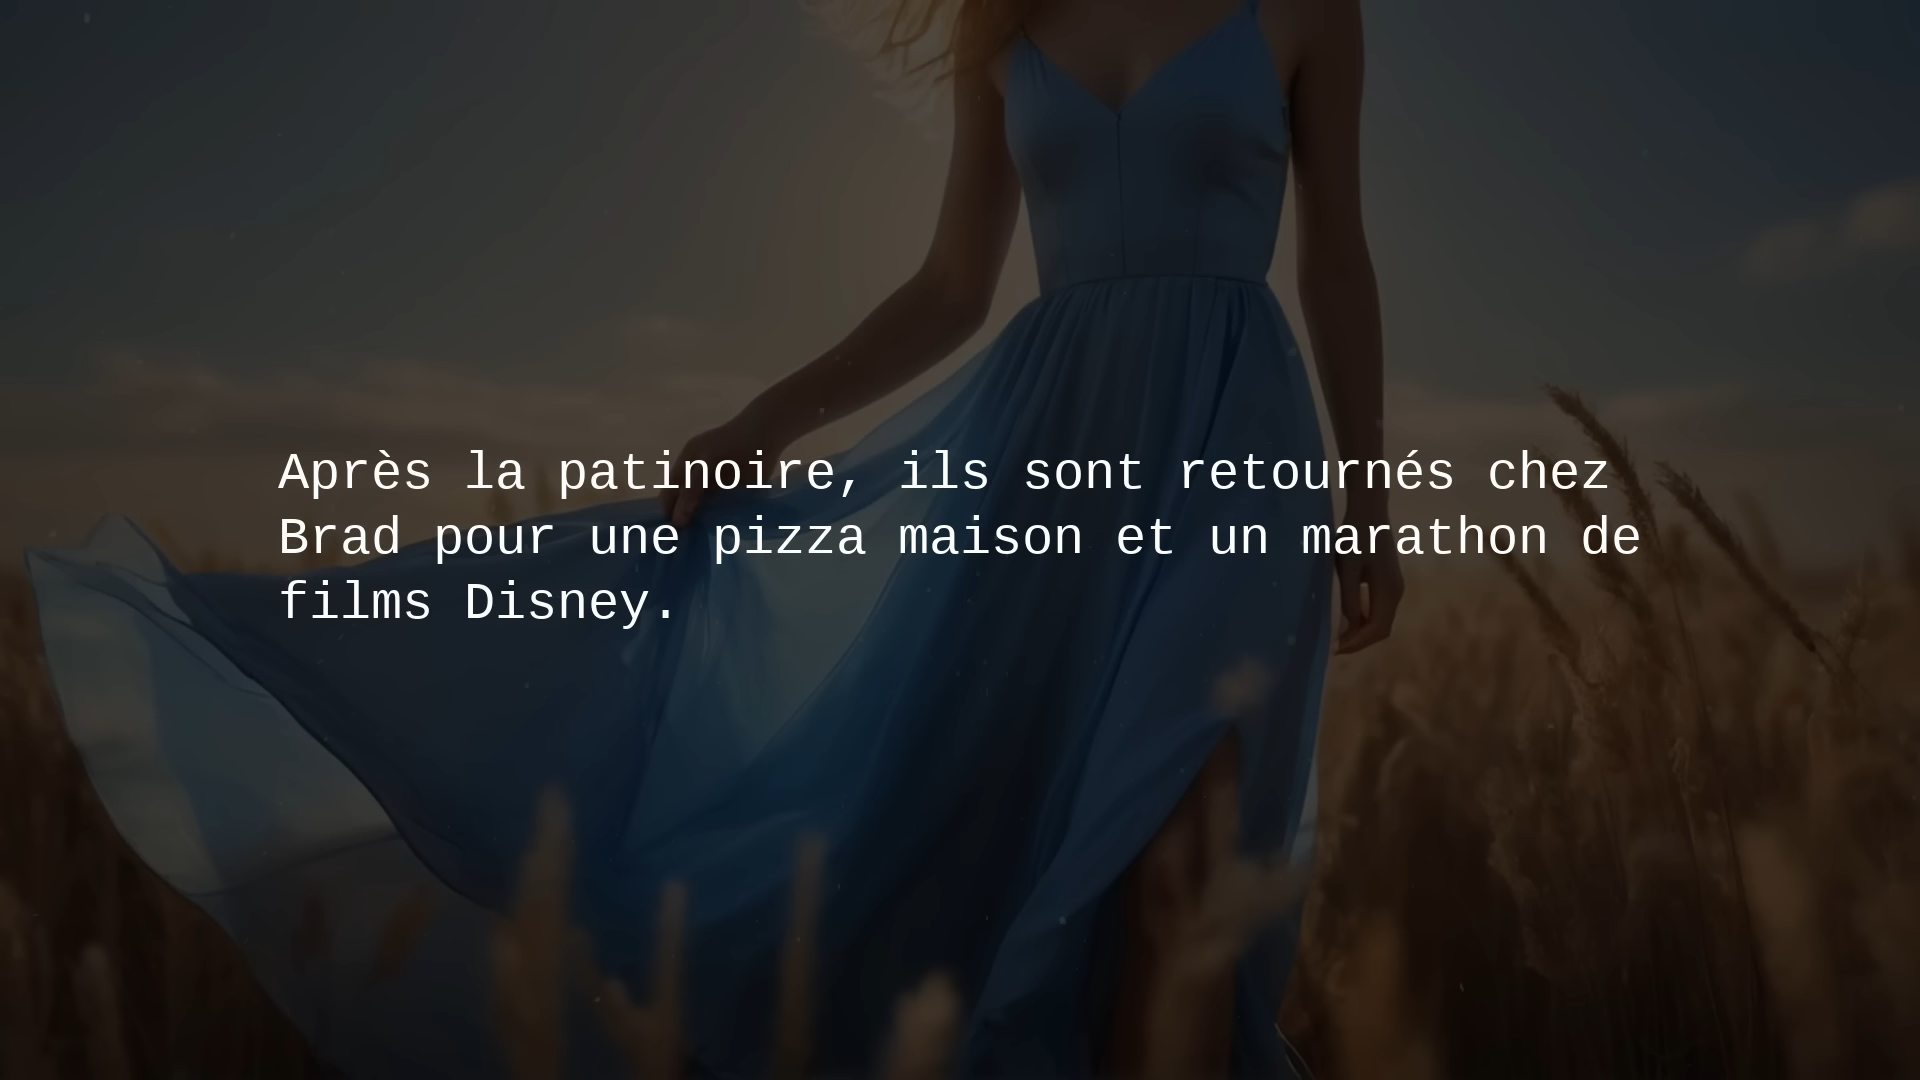 Après la patinoire, ils sont retournés chez
Brad pour une pizza maison et un marathon de
films Disney.